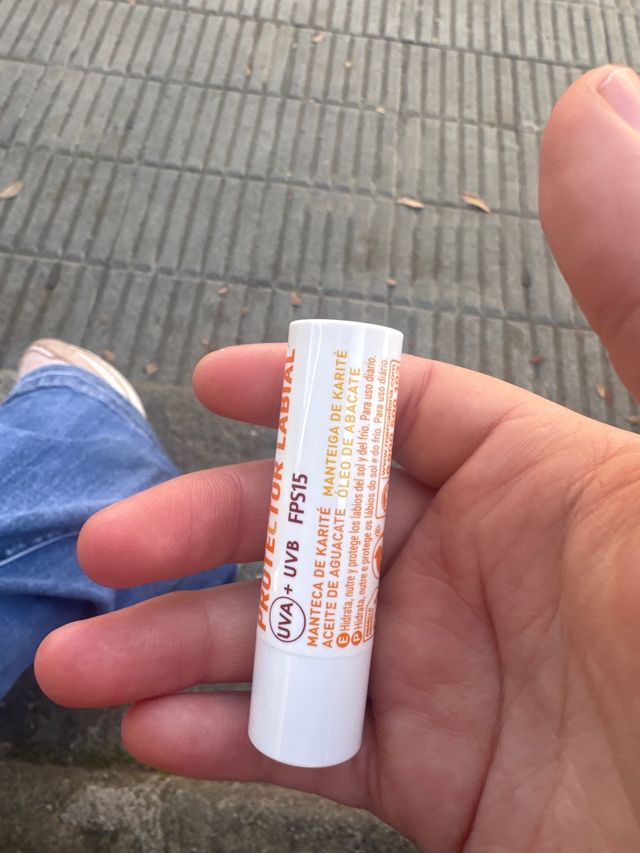 PROTECTOR LABIAL
UVA + UVB FPS15
MANTECA DE KARITÉ MANTEIGA DE KARITÉ
ACEITE DE AGUACATE ÓLEO DE ABACATE
E Hidrata, nutre y protege los labios del sol y del frío. Para uso diario.
P Hidrata, nutre e protege os lábios do sol e do frio. Para uso diário.